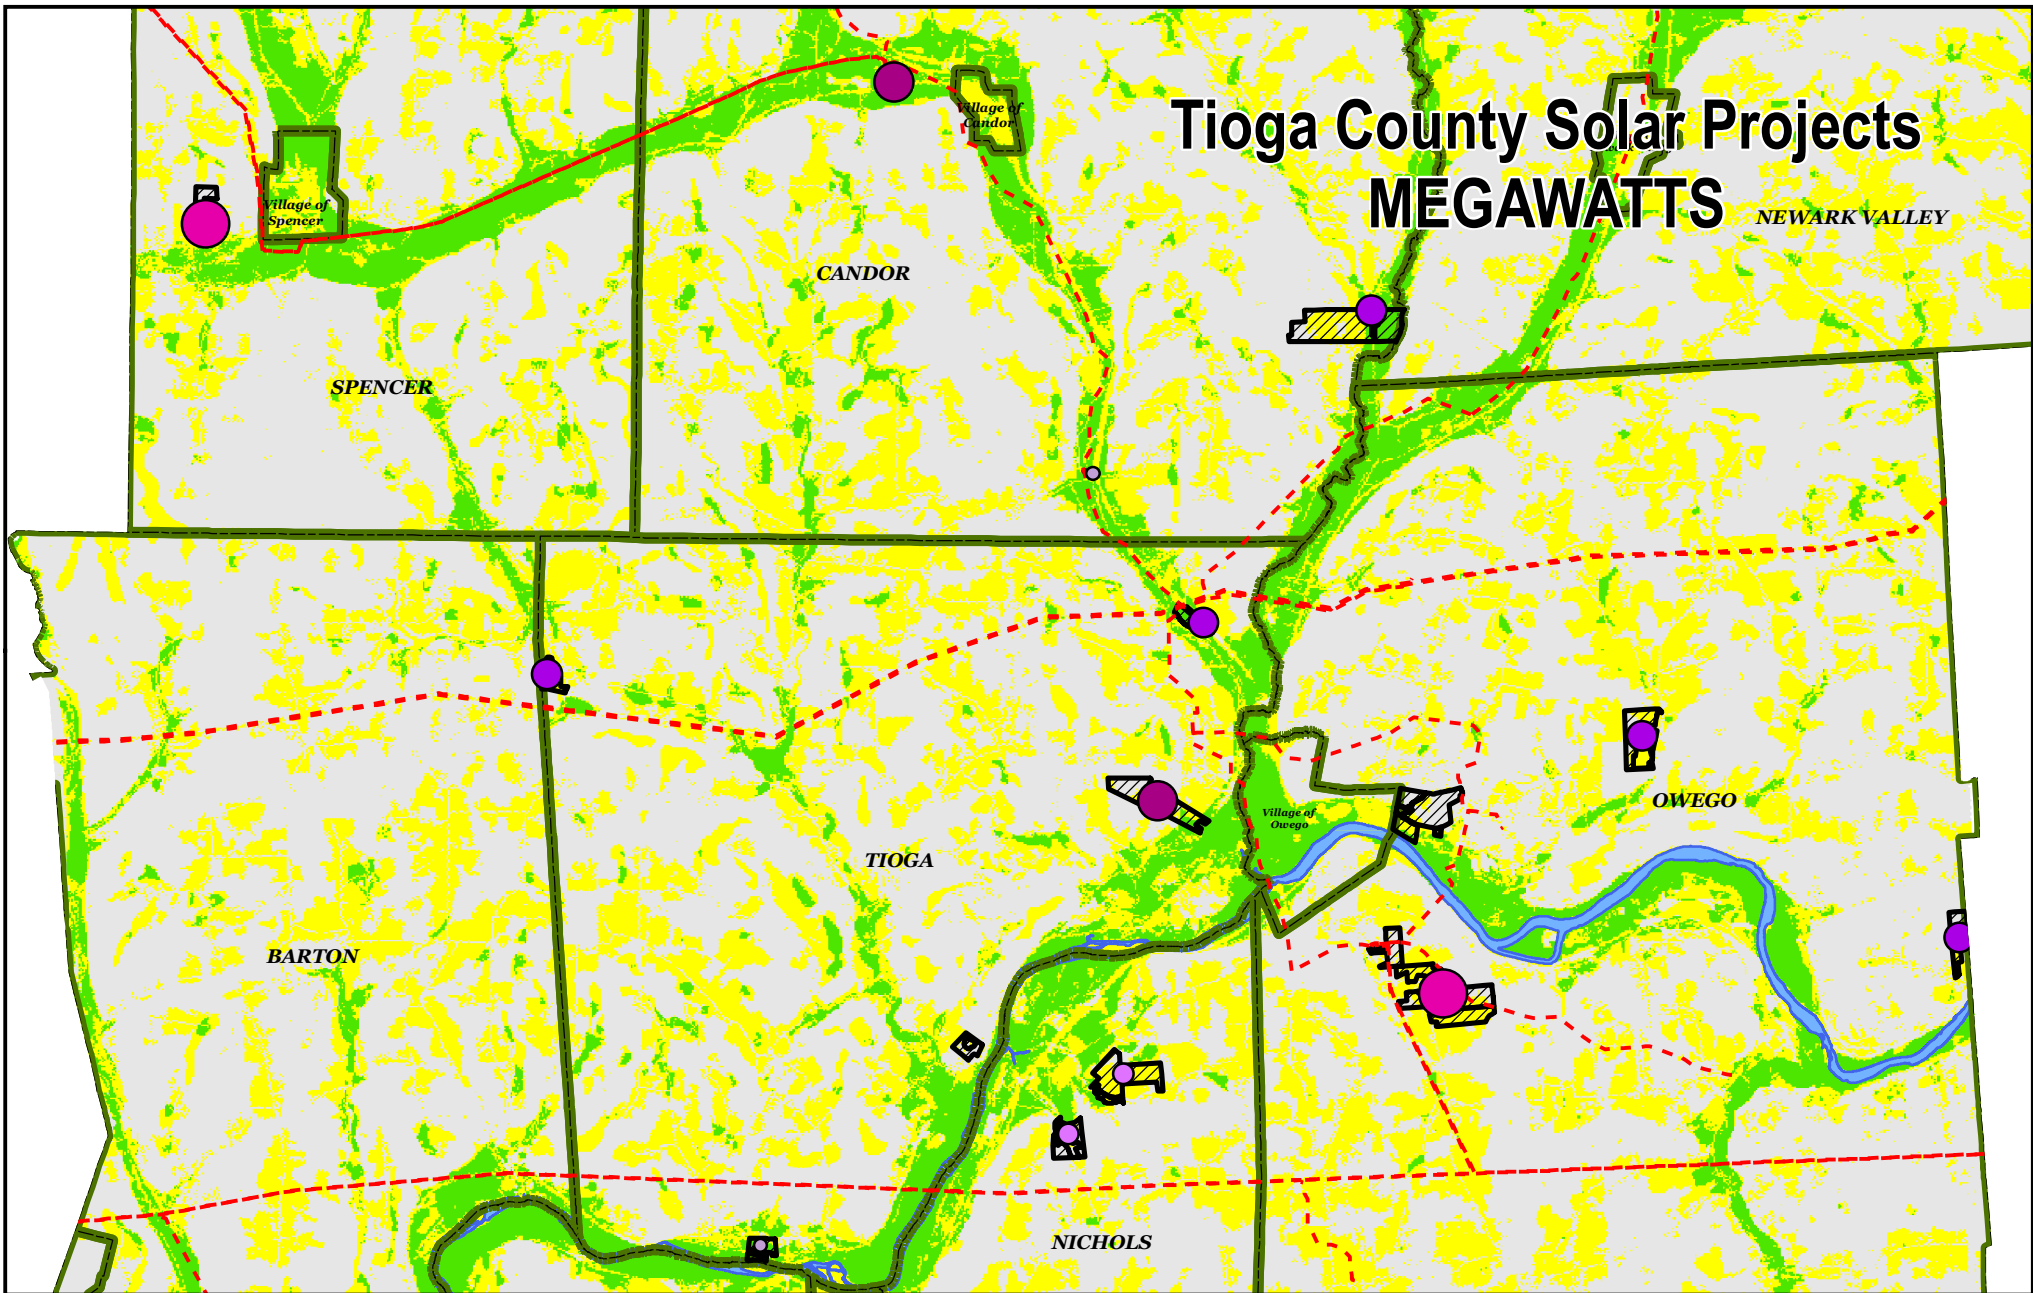 Village of
Candor
Tioga County Solar Projects
MEGAWATTS
Village of
Spencer
NEWARK VALLEY
CANDOR
SPENCER
OWEGO
Village of
Owego
TIOGA
BARTON
NICHOLS